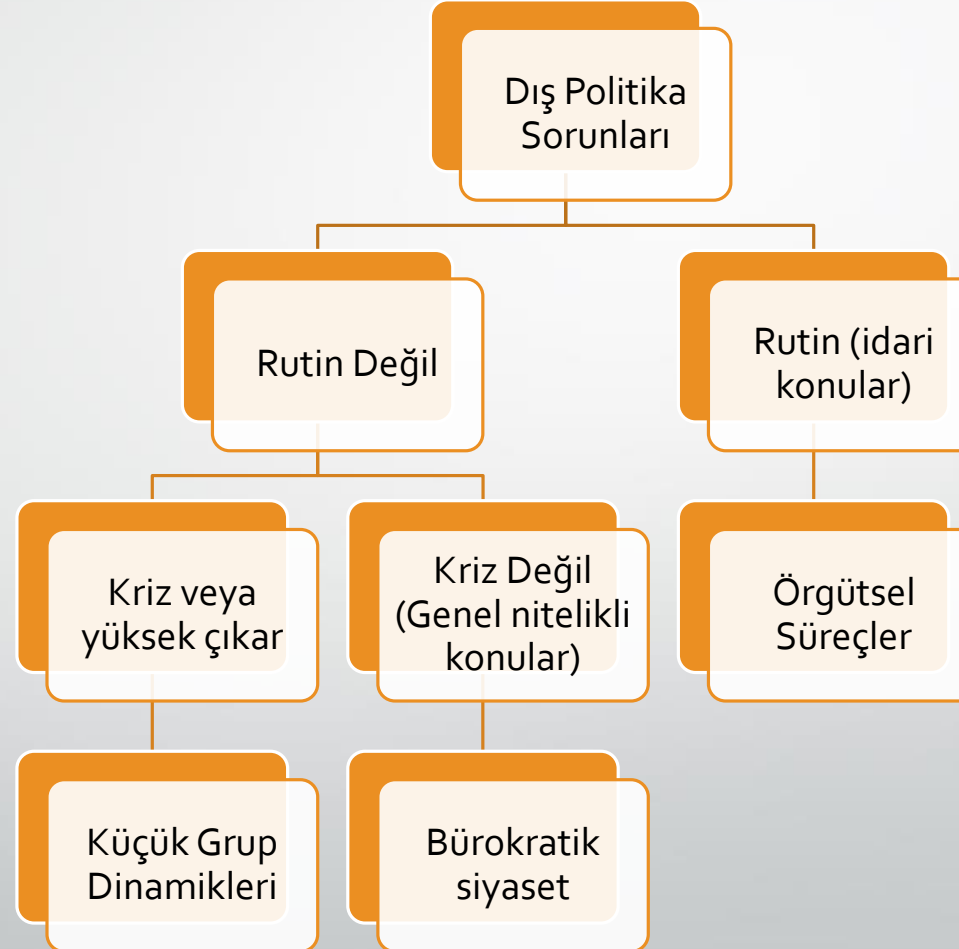 Dış Politika
Sorunları
Rutin Değil
Rutin (idari
konular)
Kriz veya
yüksek çıkar
Kriz Değil
(Genel nitelikli
konular)
Örgütsel
Süreçler
Küçük Grup
Dinamikleri
Bürokratik
siyaset